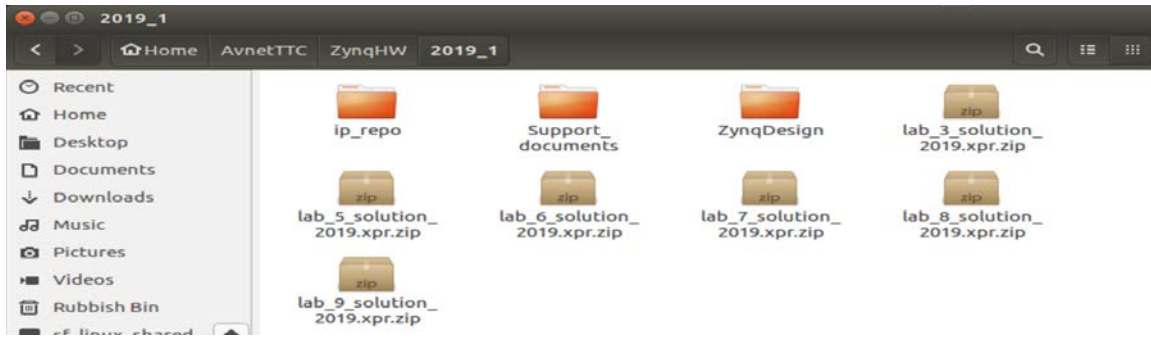 2019_1
Home AvnetTTC ZynqHW 2019_1
Recent
Home
Desktop
Documents
Downloads
Music
Pictures
Videos
Rubbish Bin
sf_linux_shared
ip_repo
Support_
documents
ZynqDesign
zip
lab_3_solution_
2019.xpr.zip
zip
lab_5_solution_
2019.xpr.zip
zip
lab_6_solution_
2019.xpr.zip
zip
lab_7_solution_
2019.xpr.zip
zip
lab_8_solution_
2019.xpr.zip
zip
lab_9_solution_
2019.xpr.zip